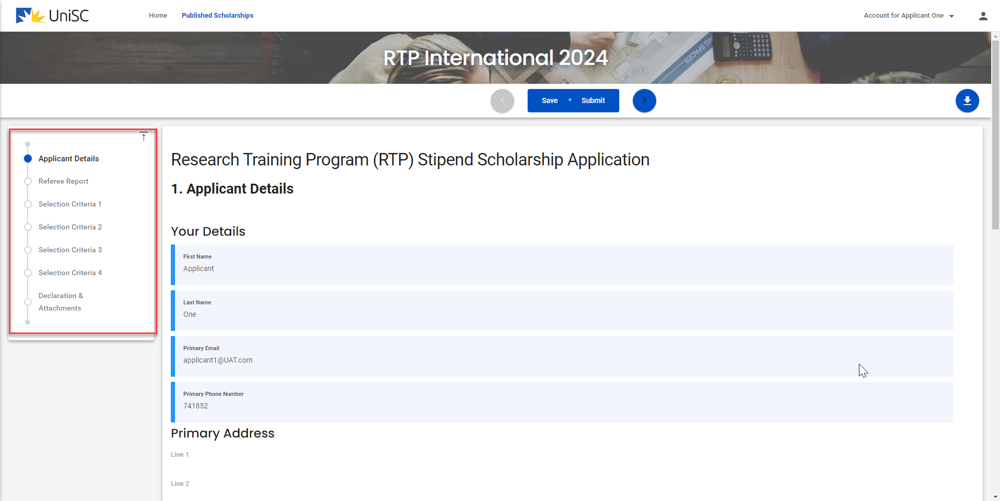 UniSC
Home
Published Scholarships
Account for Applicant One
RTP International 2024
NG SPACES
Save • Submit
Applicant Details
Referee Report
Selection Criteria 1
Selection Criteria 2
Selection Criteria 3
Selection Criteria 4
Declaration &
Attachments
Research Training Program (RTP) Stipend Scholarship Application
1. Applicant Details
Your Details
First Name
Applicant
Last Name
One
Primary Email
applicant1@UAT.com
Primary Phone Number
741852
Primary Address
Line 1
Line 2